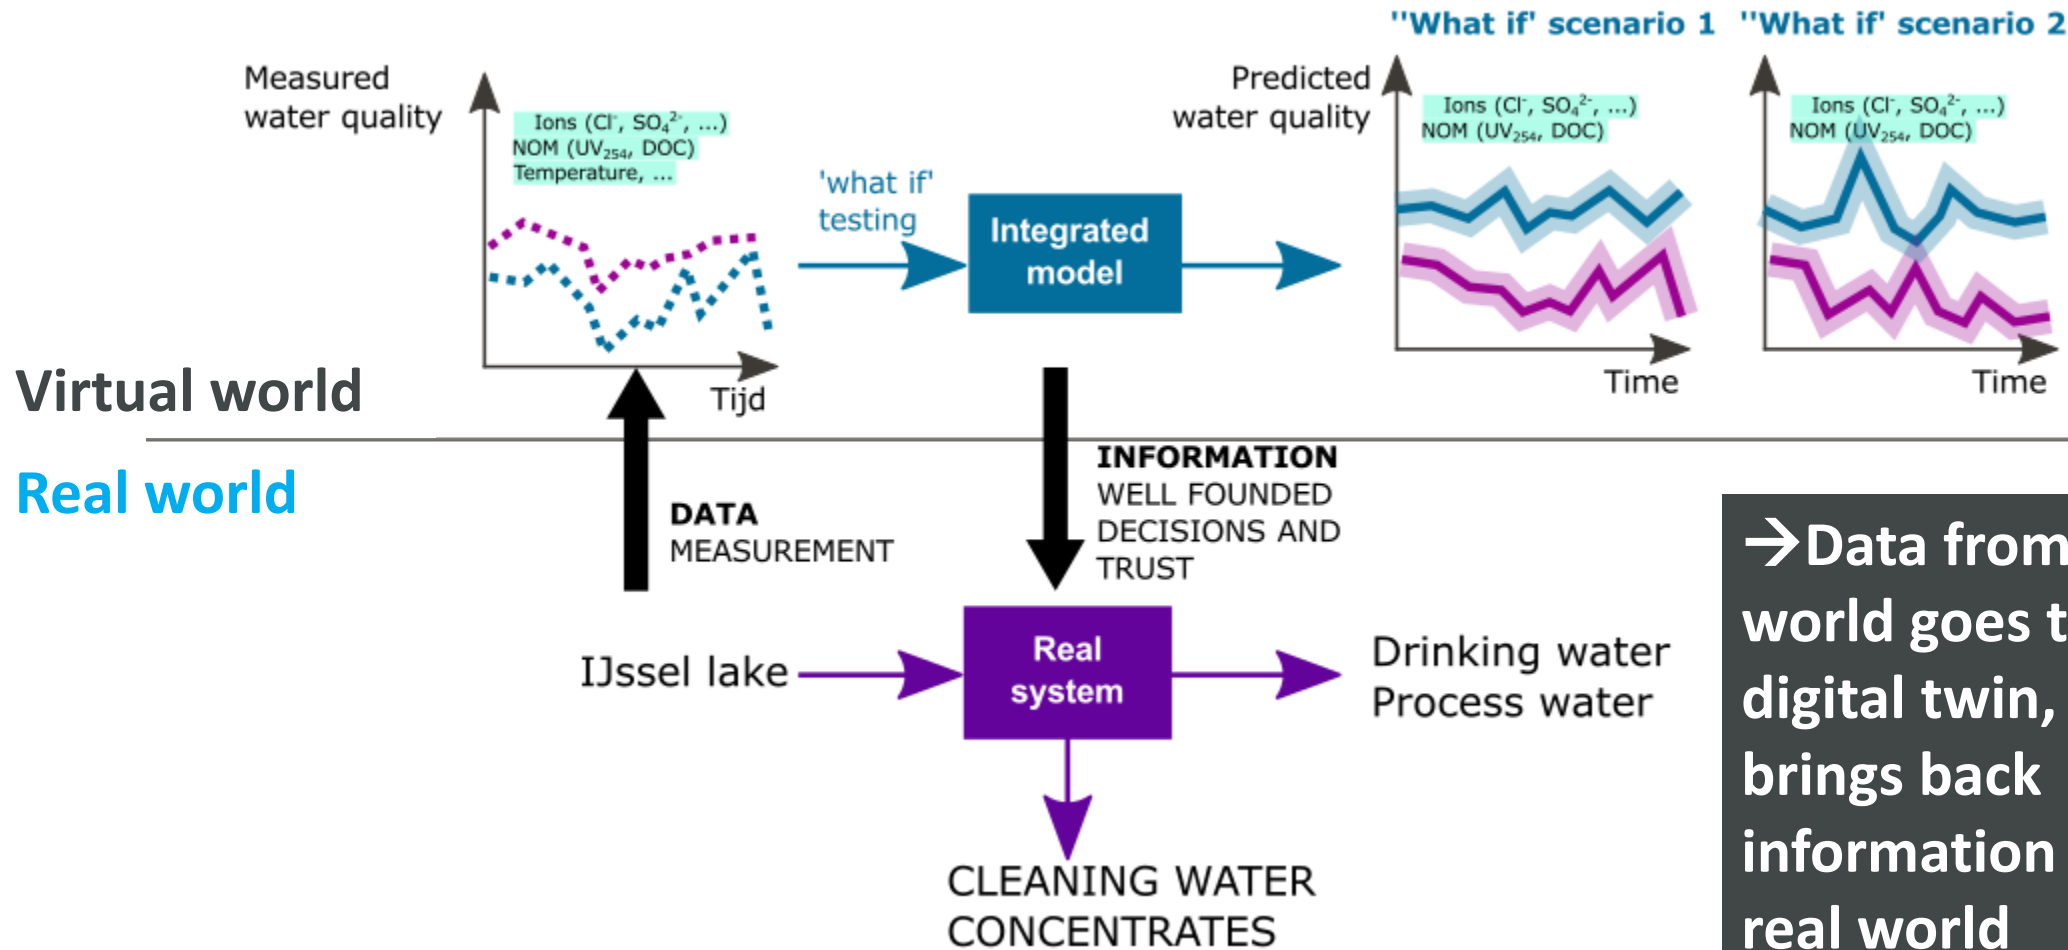 ''What if' scenario 1
''What if' scenario 2
Measured
water quality
Ions (Cl⁻, SO₄²⁻, ...)
NOM (UV₂₅₄, DOC)
Temperature, ...
Tijd
'what if'
testing
Integrated
model
Predicted
water quality
Ions (Cl⁻, SO₄²⁻, ...)
NOM (UV₂₅₄, DOC)
Time
Ions (Cl⁻, SO₄²⁻, ...)
NOM (UV₂₅₄, DOC)
Time
Virtual world
Real world
DATA
MEASUREMENT
INFORMATION
WELL FOUNDED
DECISIONS AND
TRUST
IJssel lake
Real
system
Drinking water
Process water
CLEANING WATER
CONCENTRATES
→Data from
world goes t
digital twin,
brings back
information
real world